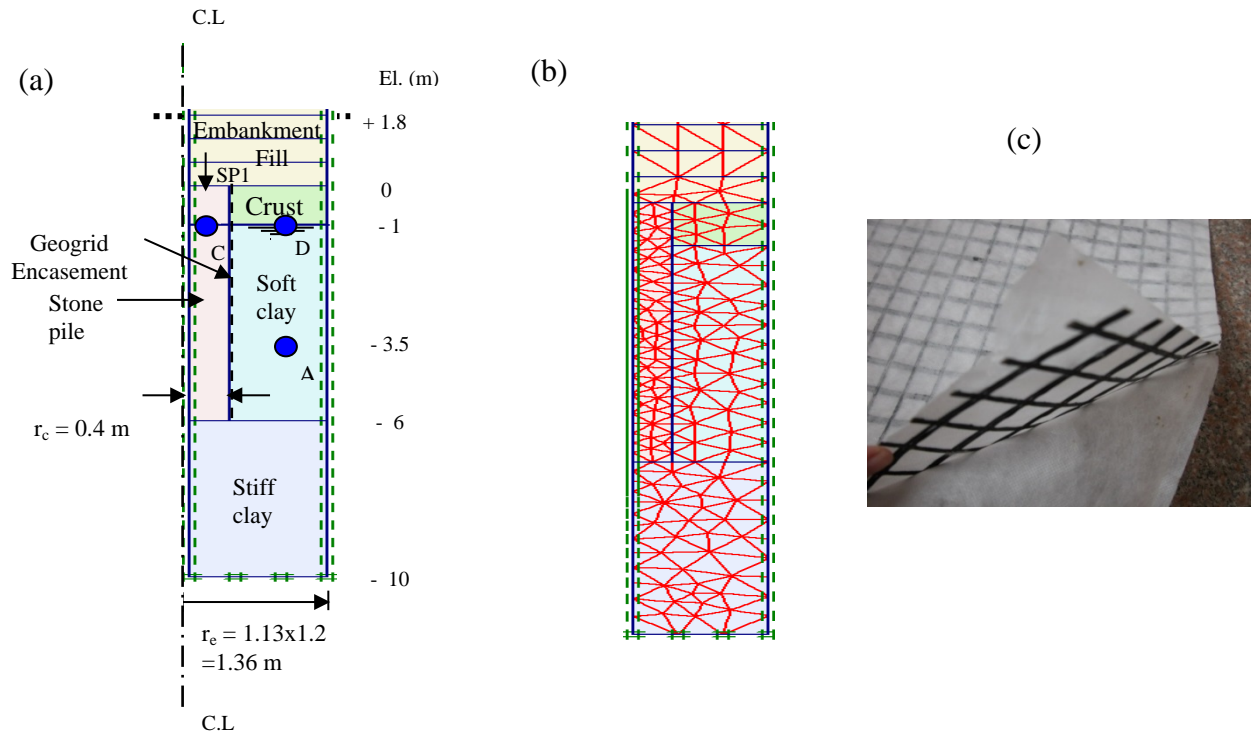 C.L
(a)
El. (m)
(b)
+ 1.8
Embankment
Fill
SP1
0
Crust
- 1
C
D
Geogrid
Encasement
Stone
pile
Soft
clay
- 3.5
A
r_c = 0.4 m
- 6
Stiff
clay
- 10
r_e = 1.13x1.2
=1.36 m
C.L
(c)